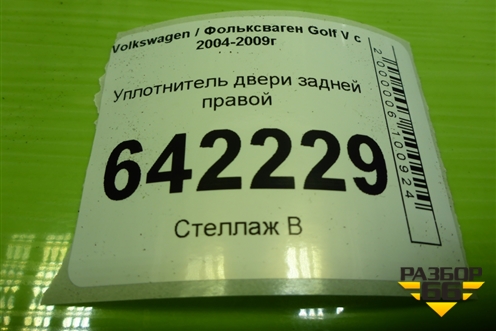 Volkswagen / Фольксваген Golf V с
2004-2009г
Уплотнитель двери задней
правой
642229
Стеллаж В
2000006100924
РАЗБОР
66